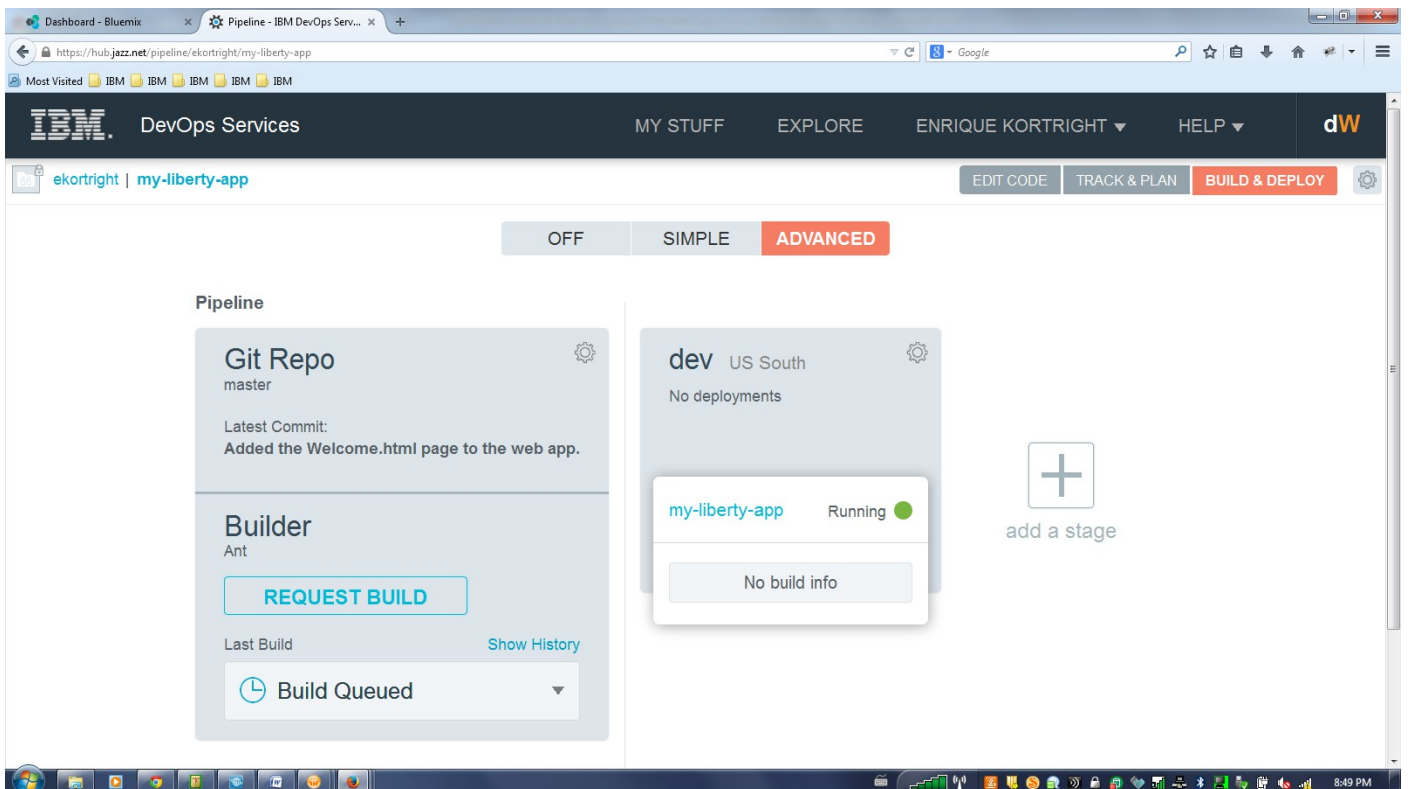 Dashboard - Bluemix
Pipeline - IBM DevOps Serv...
https://hub.jazz.net/pipeline/ekortright/my-liberty-app
Google
Most Visited IBM IBM IBM IBM IBM
IBM. DevOps Services MY STUFF EXPLORE ENRIQUE KORTRIGHT HELP dW
ekortright | my-liberty-app EDIT CODE TRACK & PLAN BUILD & DEPLOY
OFF SIMPLE ADVANCED
Pipeline
Git Repo
master
Latest Commit:
Added the Welcome.html page to the web app.
Builder
Ant
REQUEST BUILD
Last Build Show History
Build Queued
dev US South
No deployments
my-liberty-app Running
No build info
add a stage
8:49 PM